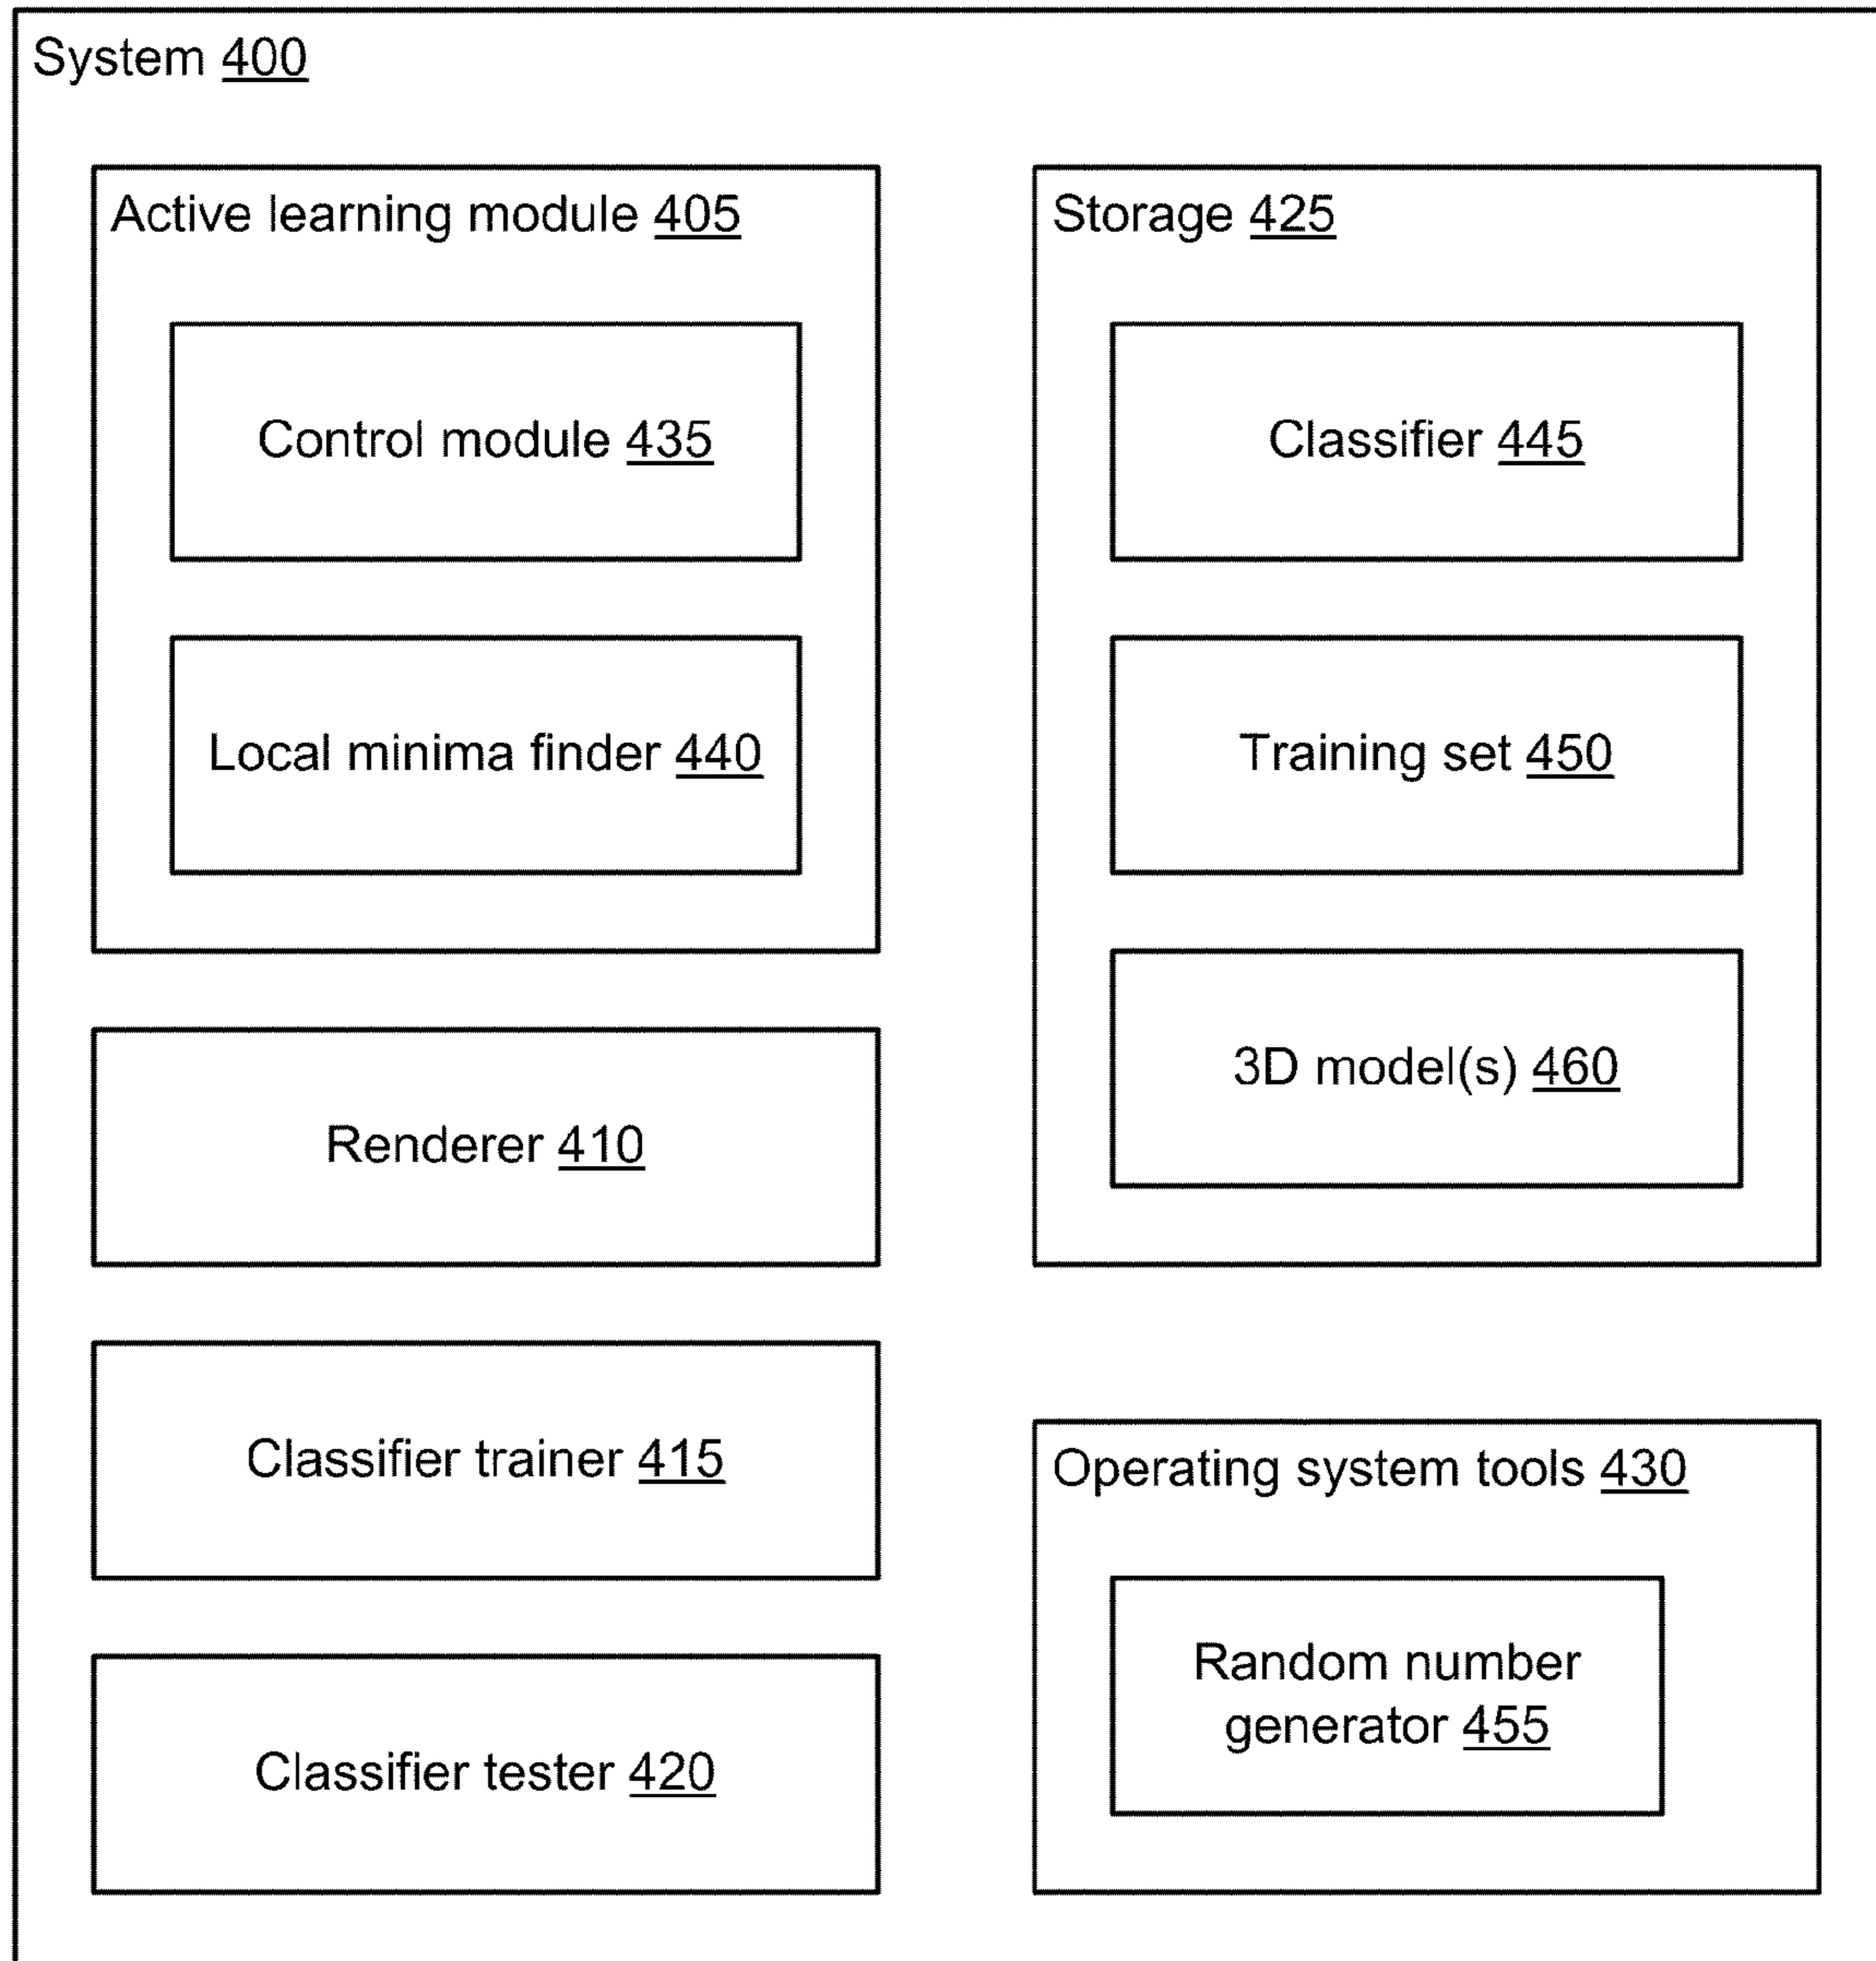 System 400
Active learning module 405
Control module 435
Local minima finder 440
Renderer 410
Classifier trainer 415
Classifier tester 420
Storage 425
Classifier 445
Training set 450
3D model(s) 460
Operating system tools 430
Random number
generator 455